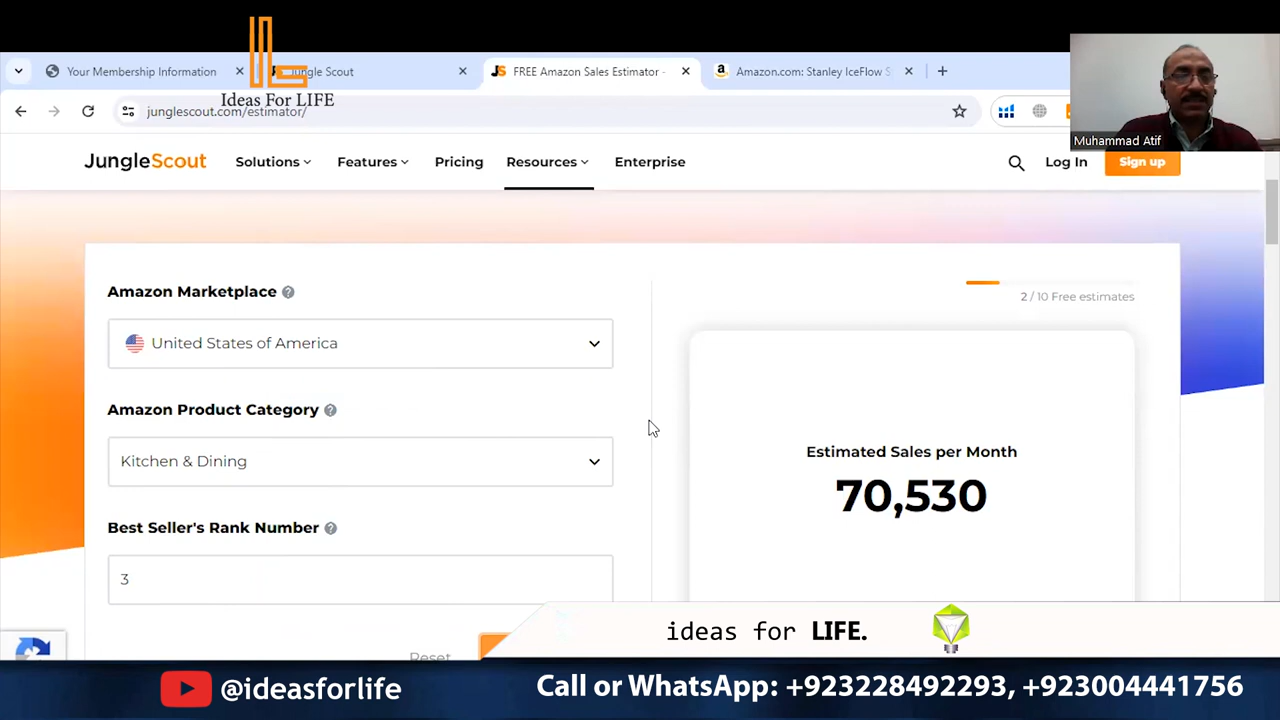 Your Membership Information
Jungle Scout
FREE Amazon Sales Estimator -
Amazon.com: Stanley IceFlow S
Ideas For LIFE
junglescout.com/estimator/
Muhammad Atif
JungleScout
Solutions
Features
Pricing
Resources
Enterprise
Log In
Sign up
Amazon Marketplace
2 / 10 Free estimates
United States of America
Amazon Product Category
Kitchen & Dining
Estimated Sales per Month
70,530
Best Seller's Rank Number
3
Reset
ideas for LIFE.
@ideasforlife
Call or WhatsApp: +923228492293, +923004441756